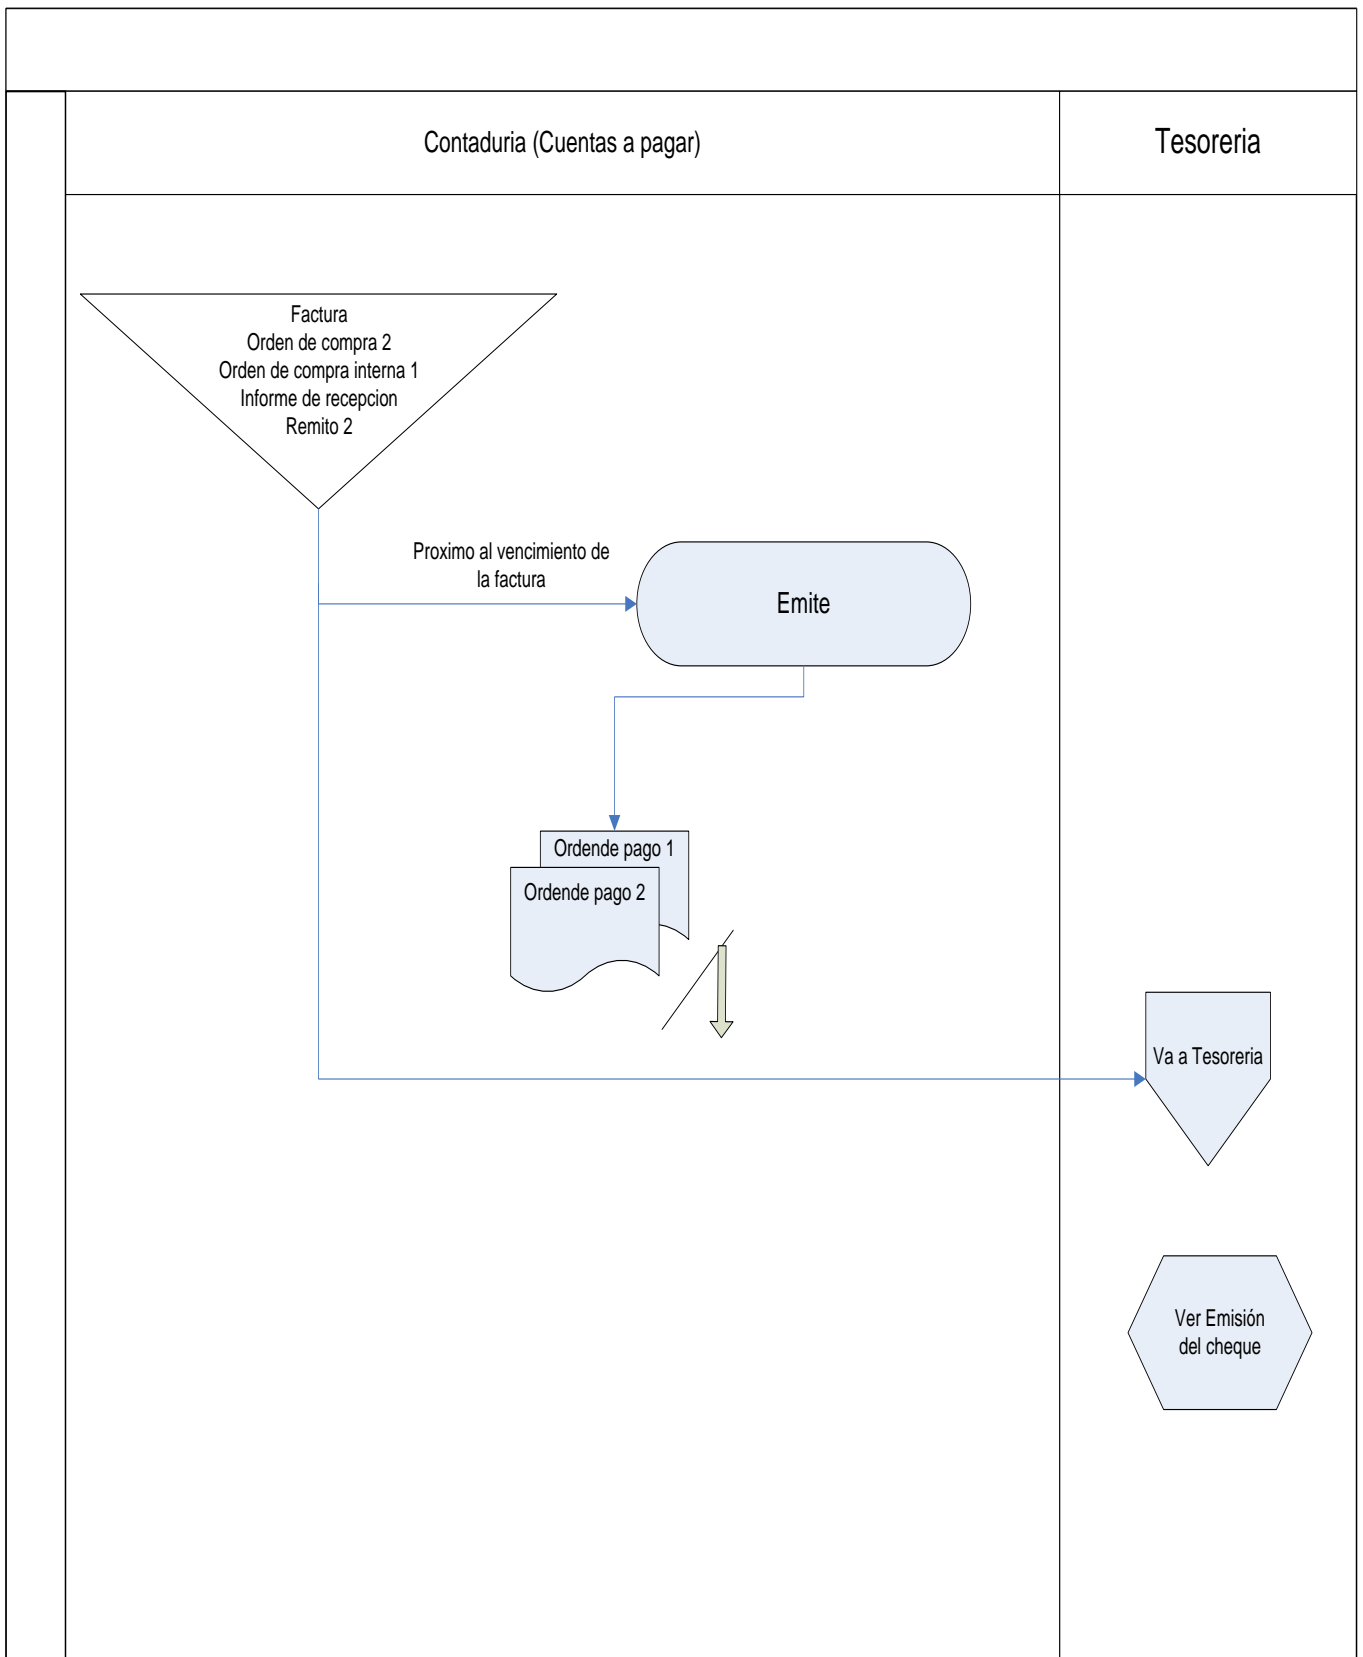 Contaduria (Cuentas a pagar)
Tesoreria
Factura
Orden de compra 2
Orden de compra interna 1
Informe de recepcion
Remito 2
Proximo al vencimiento de
la factura
Emite
Ordende pago 1
Ordende pago 2
Va a Tesoreria
Ver Emisión
del cheque